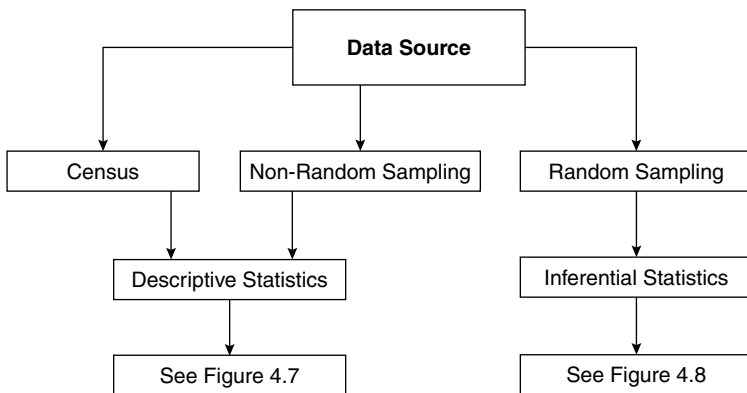 Data Source
Census
Non-Random Sampling
Random Sampling
Descriptive Statistics
Inferential Statistics
See Figure 4.7
See Figure 4.8